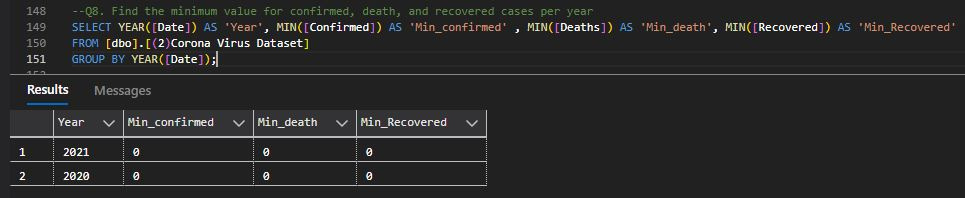 148 --Q8. Find the minimum value for confirmed, death, and recovered cases per year
149 SELECT YEAR([Date]) AS 'Year', MIN([Confirmed]) AS 'Min_confirmed' , MIN([Deaths]) AS 'Min_death', MIN([Recovered]) AS 'Min_Recovered'
150 FROM [dbo].[(2)Corona Virus Dataset]
151 GROUP BY YEAR([Date]);
152
Results Messages
Year Min_confirmed Min_death Min_Recovered
1 2021 0 0 0
2 2020 0 0 0